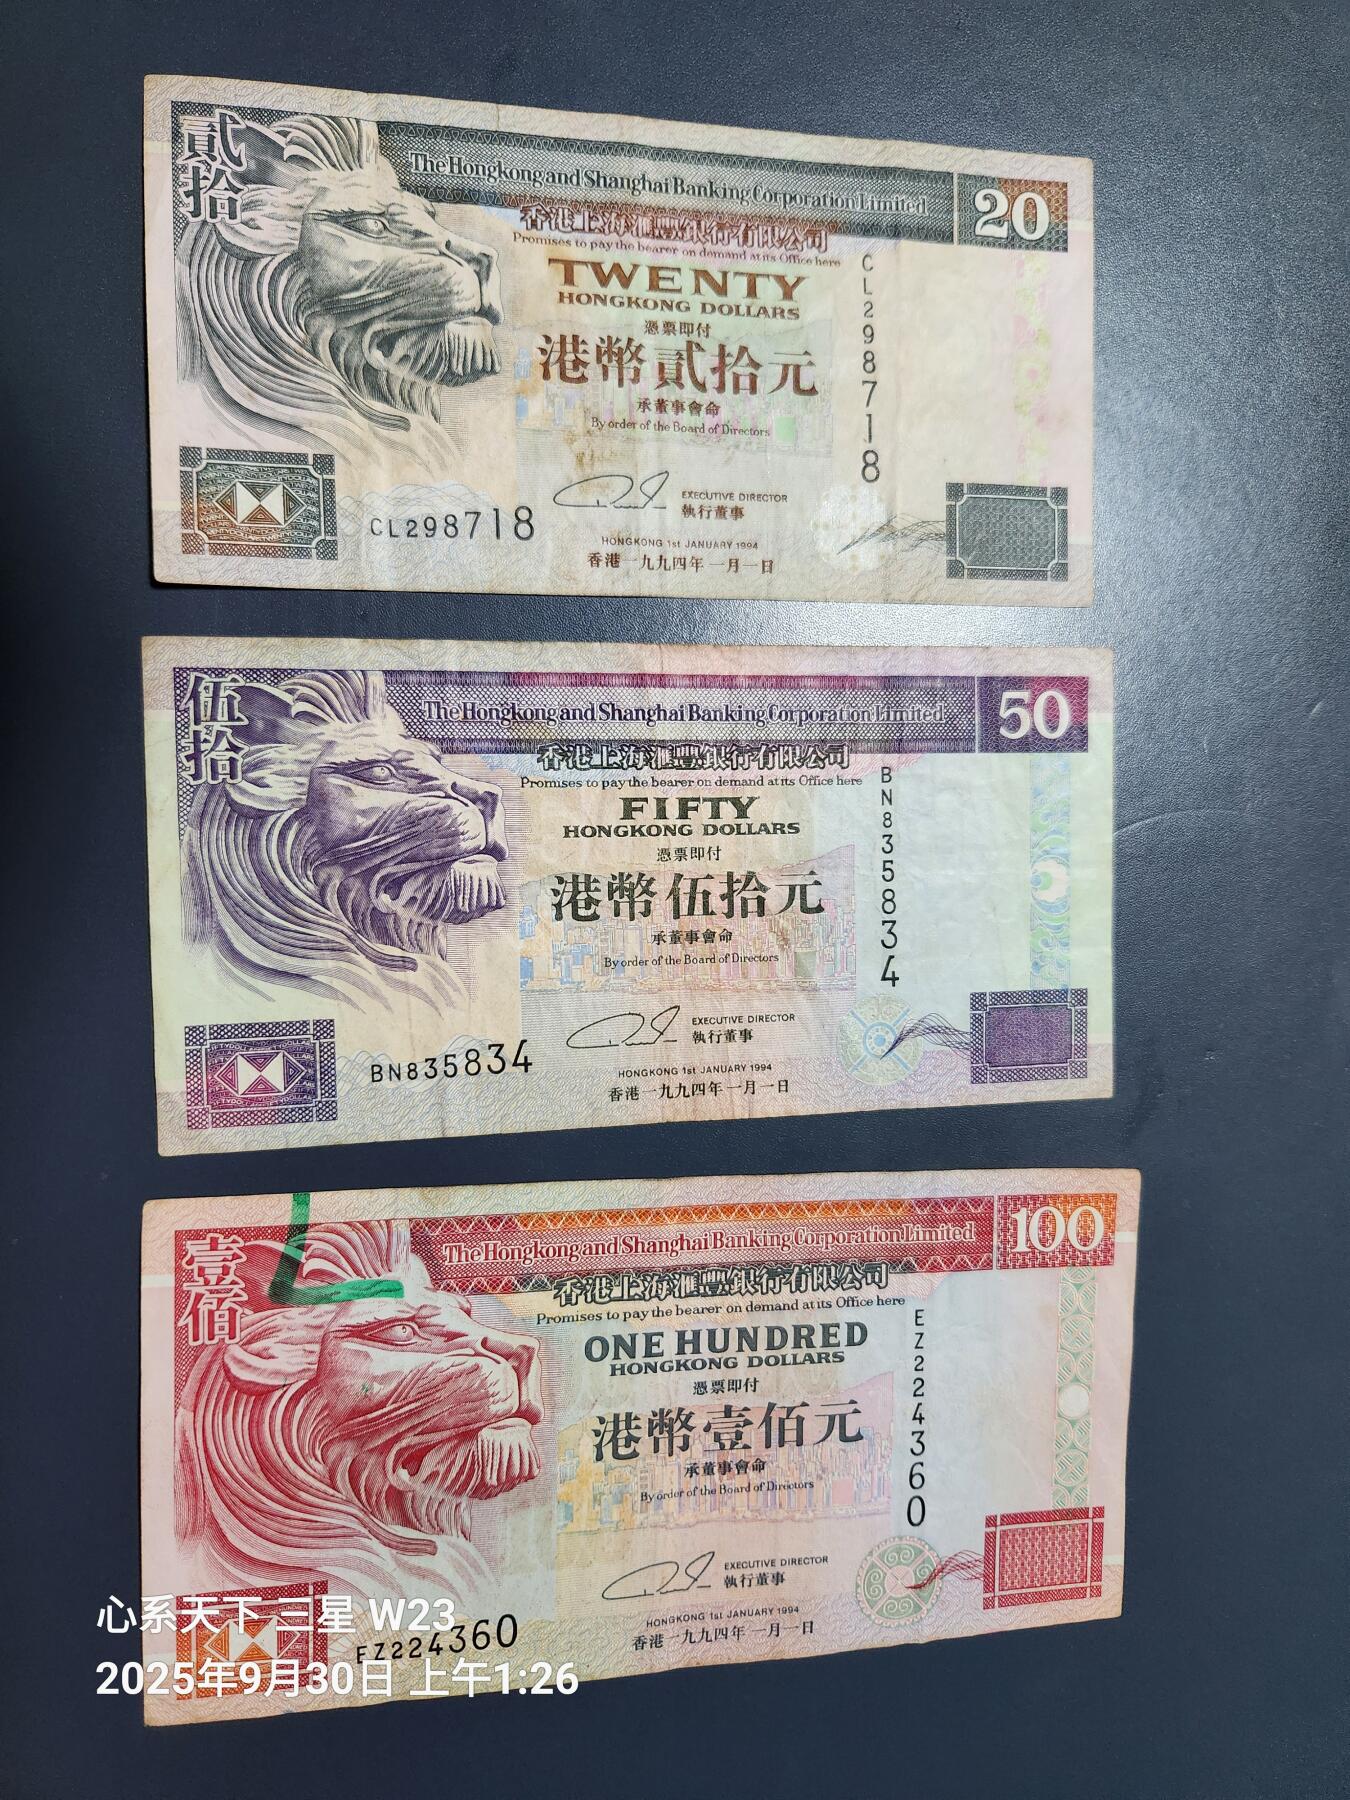 貳拾
The Hongkong and Shanghai Banking Corporation Limited
20
香港上海滙豐銀行有限公司
Promises to pay the bearer on demand at its Office here
TWENTY
HONGKONG DOLLARS
憑票即付
港幣貳拾元
承董事會命
By order of the Board of Directors
CL298718
EXECUTIVE DIRECTOR
執行董事
CL298718
HONGKONG 1st JANUARY 1994
香港一九九四年一月一日
伍拾
The Hongkong and Shanghai Banking Corporation Limited
50
香港上海滙豐銀行有限公司
Promises to pay the bearer on demand at its Office here
FIFTY
HONGKONG DOLLARS
憑票即付
港幣伍拾元
承董事會命
By order of the Board of Directors
BN835834
EXECUTIVE DIRECTOR
執行董事
BN835834
HONGKONG 1st JANUARY 1994
香港一九九四年一月一日
壹佰
The Hongkong and Shanghai Banking Corporation Limited
100
香港上海滙豐銀行有限公司
Promises to pay the bearer on demand at its Office here
ONE HUNDRED
HONGKONG DOLLARS
憑票即付
港幣壹佰元
承董事會命
By order of the Board of Directors
EZ224360
EXECUTIVE DIRECTOR
執行董事
EZ224360
HONGKONG 1st JANUARY 1994
香港一九九四年一月一日
心系天下三星 W23
2025年9月30日 上午1:26